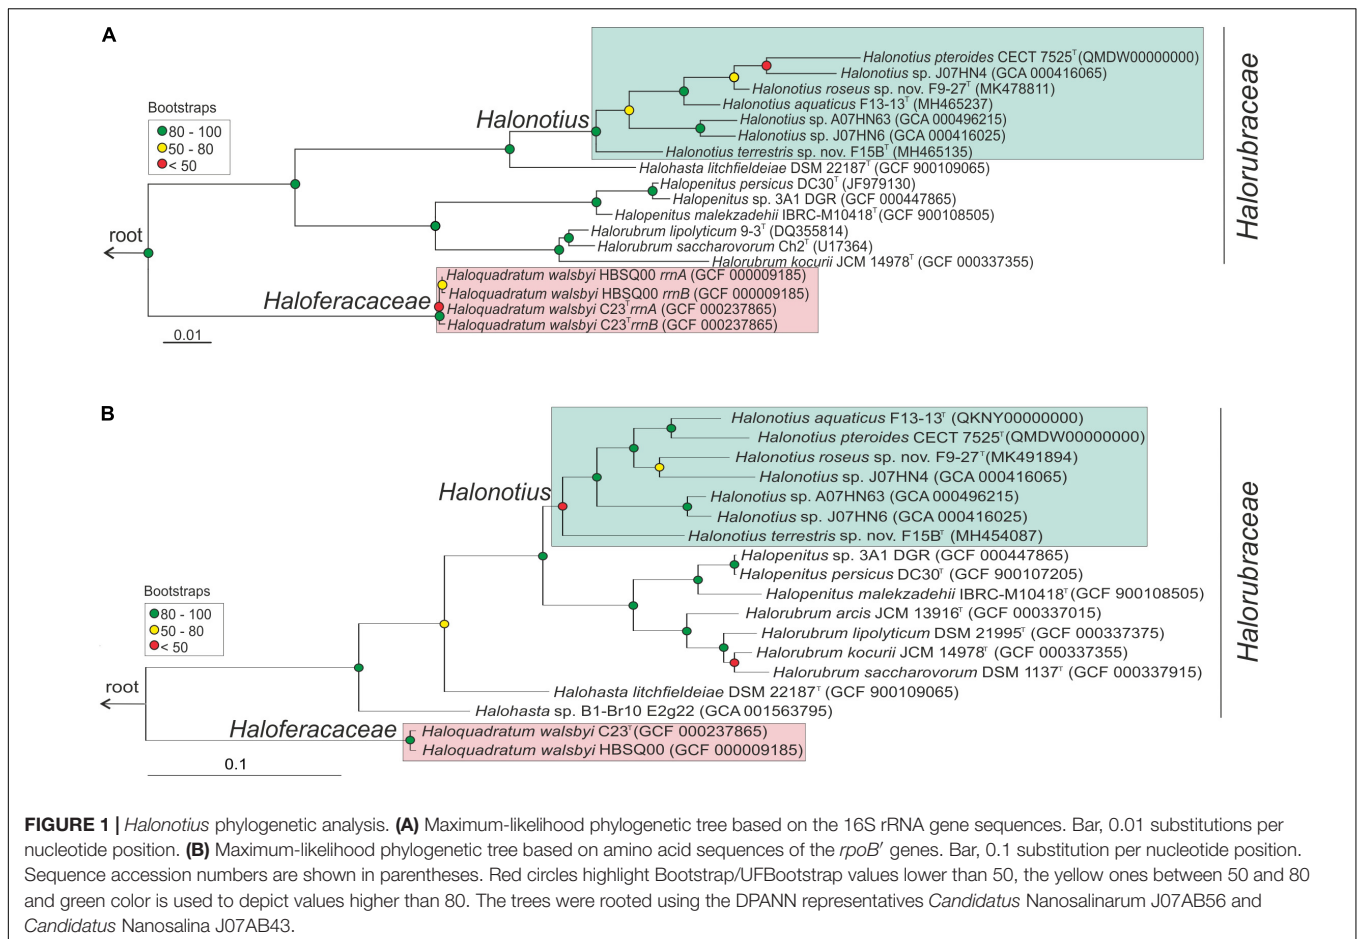 A
Halonotius pteroides CECT 7525ᵀ(QMDW00000000)
Halonotius sp. J07HN4 (GCA 000416065)
Halonotius roseus sp. nov. F9-27ᵀ (MK478811)
Halonotius aquaticus F13-13ᵀ (MH465237)
Halonotius sp. A07HN63 (GCA 000496215)
Halonotius sp. J07HN6 (GCA 000416025)
Halonotius terrestris sp. nov. F15Bᵀ (MH465135)
Halonotius
Halohasta litchfieldeiae DSM 22187ᵀ (GCF 900109065)
Halopenitus persicus DC30ᵀ (JF979130)
Halopenitus sp. 3A1 DGR (GCF 000447865)
Halopenitus malekzadehii IBRC-M10418ᵀ(GCF 900108505)
Halorubrum lipolyticum 9-3ᵀ (DQ355814)
Halorubrum saccharovorum Ch2ᵀ (U17364)
Halorubrum kocurii JCM 14978ᵀ (GCF 000337355)
Haloquadratum walsbyi HBSQ00 rrnA (GCF 000009185)
Haloquadratum walsbyi HBSQ00 rrnB (GCF 000009185)
Haloquadratum walsbyi C23ᵀrrnA (GCF 000237865)
Haloquadratum walsbyi C23ᵀrrnB (GCF 000237865)
Haloferacaceae
Halorubraceae
Bootstraps
80 - 100
50 - 80
< 50
root
0.01
B
Halonotius aquaticus F13-13ᵀ (QKNY00000000)
Halonotius pteroides CECT 7525ᵀ(QMDW00000000)
Halonotius roseus sp. nov. F9-27ᵀ(MK491894)
Halonotius sp. J07HN4 (GCA 000416065)
Halonotius sp. A07HN63 (GCA 000496215)
Halonotius sp. J07HN6 (GCA 000416025)
Halonotius terrestris sp. nov. F15Bᵀ (MH454087)
Halonotius
Halopenitus sp. 3A1 DGR (GCF 000447865)
Halopenitus persicus DC30ᵀ (GCF 900107205)
Halopenitus malekzadehii IBRC-M10418ᵀ(GCF 900108505)
Halorubrum arcis JCM 13916ᵀ (GCF 000337015)
Halorubrum lipolyticum DSM 21995ᵀ (GCF 000337375)
Halorubrum kocurii JCM 14978ᵀ (GCF 000337355)
Halorubrum saccharovorum DSM 1137ᵀ (GCF 000337915)
Halohasta litchfieldeiae DSM 22187ᵀ (GCF 900109065)
Halohasta sp. B1-Br10 E2g22 (GCA 001563795)
Haloquadratum walsbyi C23ᵀ(GCF 000237865)
Haloquadratum walsbyi HBSQ00 (GCF 000009185)
Haloferacaceae
Halorubraceae
Bootstraps
80 - 100
50 - 80
< 50
root
0.1
FIGURE 1 | Halonotius phylogenetic analysis. (A) Maximum-likelihood phylogenetic tree based on the 16S rRNA gene sequences. Bar, 0.01 substitutions per
nucleotide position. (B) Maximum-likelihood phylogenetic tree based on amino acid sequences of the rpoB′ genes. Bar, 0.1 substitution per nucleotide position.
Sequence accession numbers are shown in parentheses. Red circles highlight Bootstrap/UFBootstrap values lower than 50, the yellow ones between 50 and 80
and green color is used to depict values higher than 80. The trees were rooted using the DPANN representatives Candidatus Nanosalinarum J07AB56 and
Candidatus Nanosalina J07AB43.